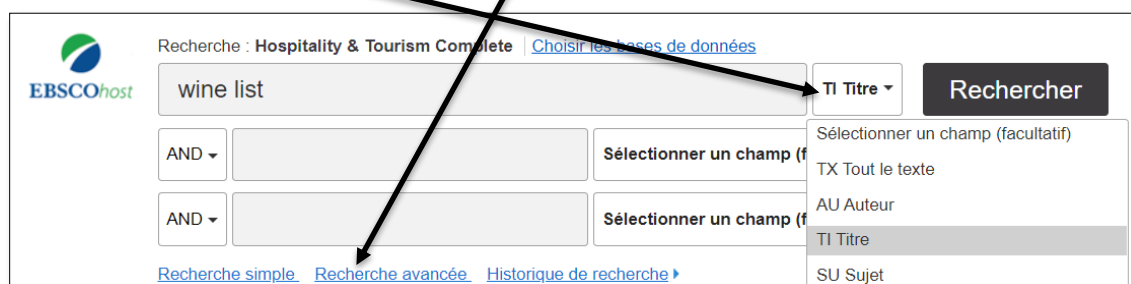 Recherche : Hospitality & Tourism Complete Choisir les bases de données
EBSCOhost
wine list
TI Titre
Rechercher
AND
Sélectionner un champ (f
AND
Sélectionner un champ (f
Sélectionner un champ (facultatif)
TX Tout le texte
AU Auteur
TI Titre
SU Sujet
Recherche simple Recherche avancée Historique de recherche